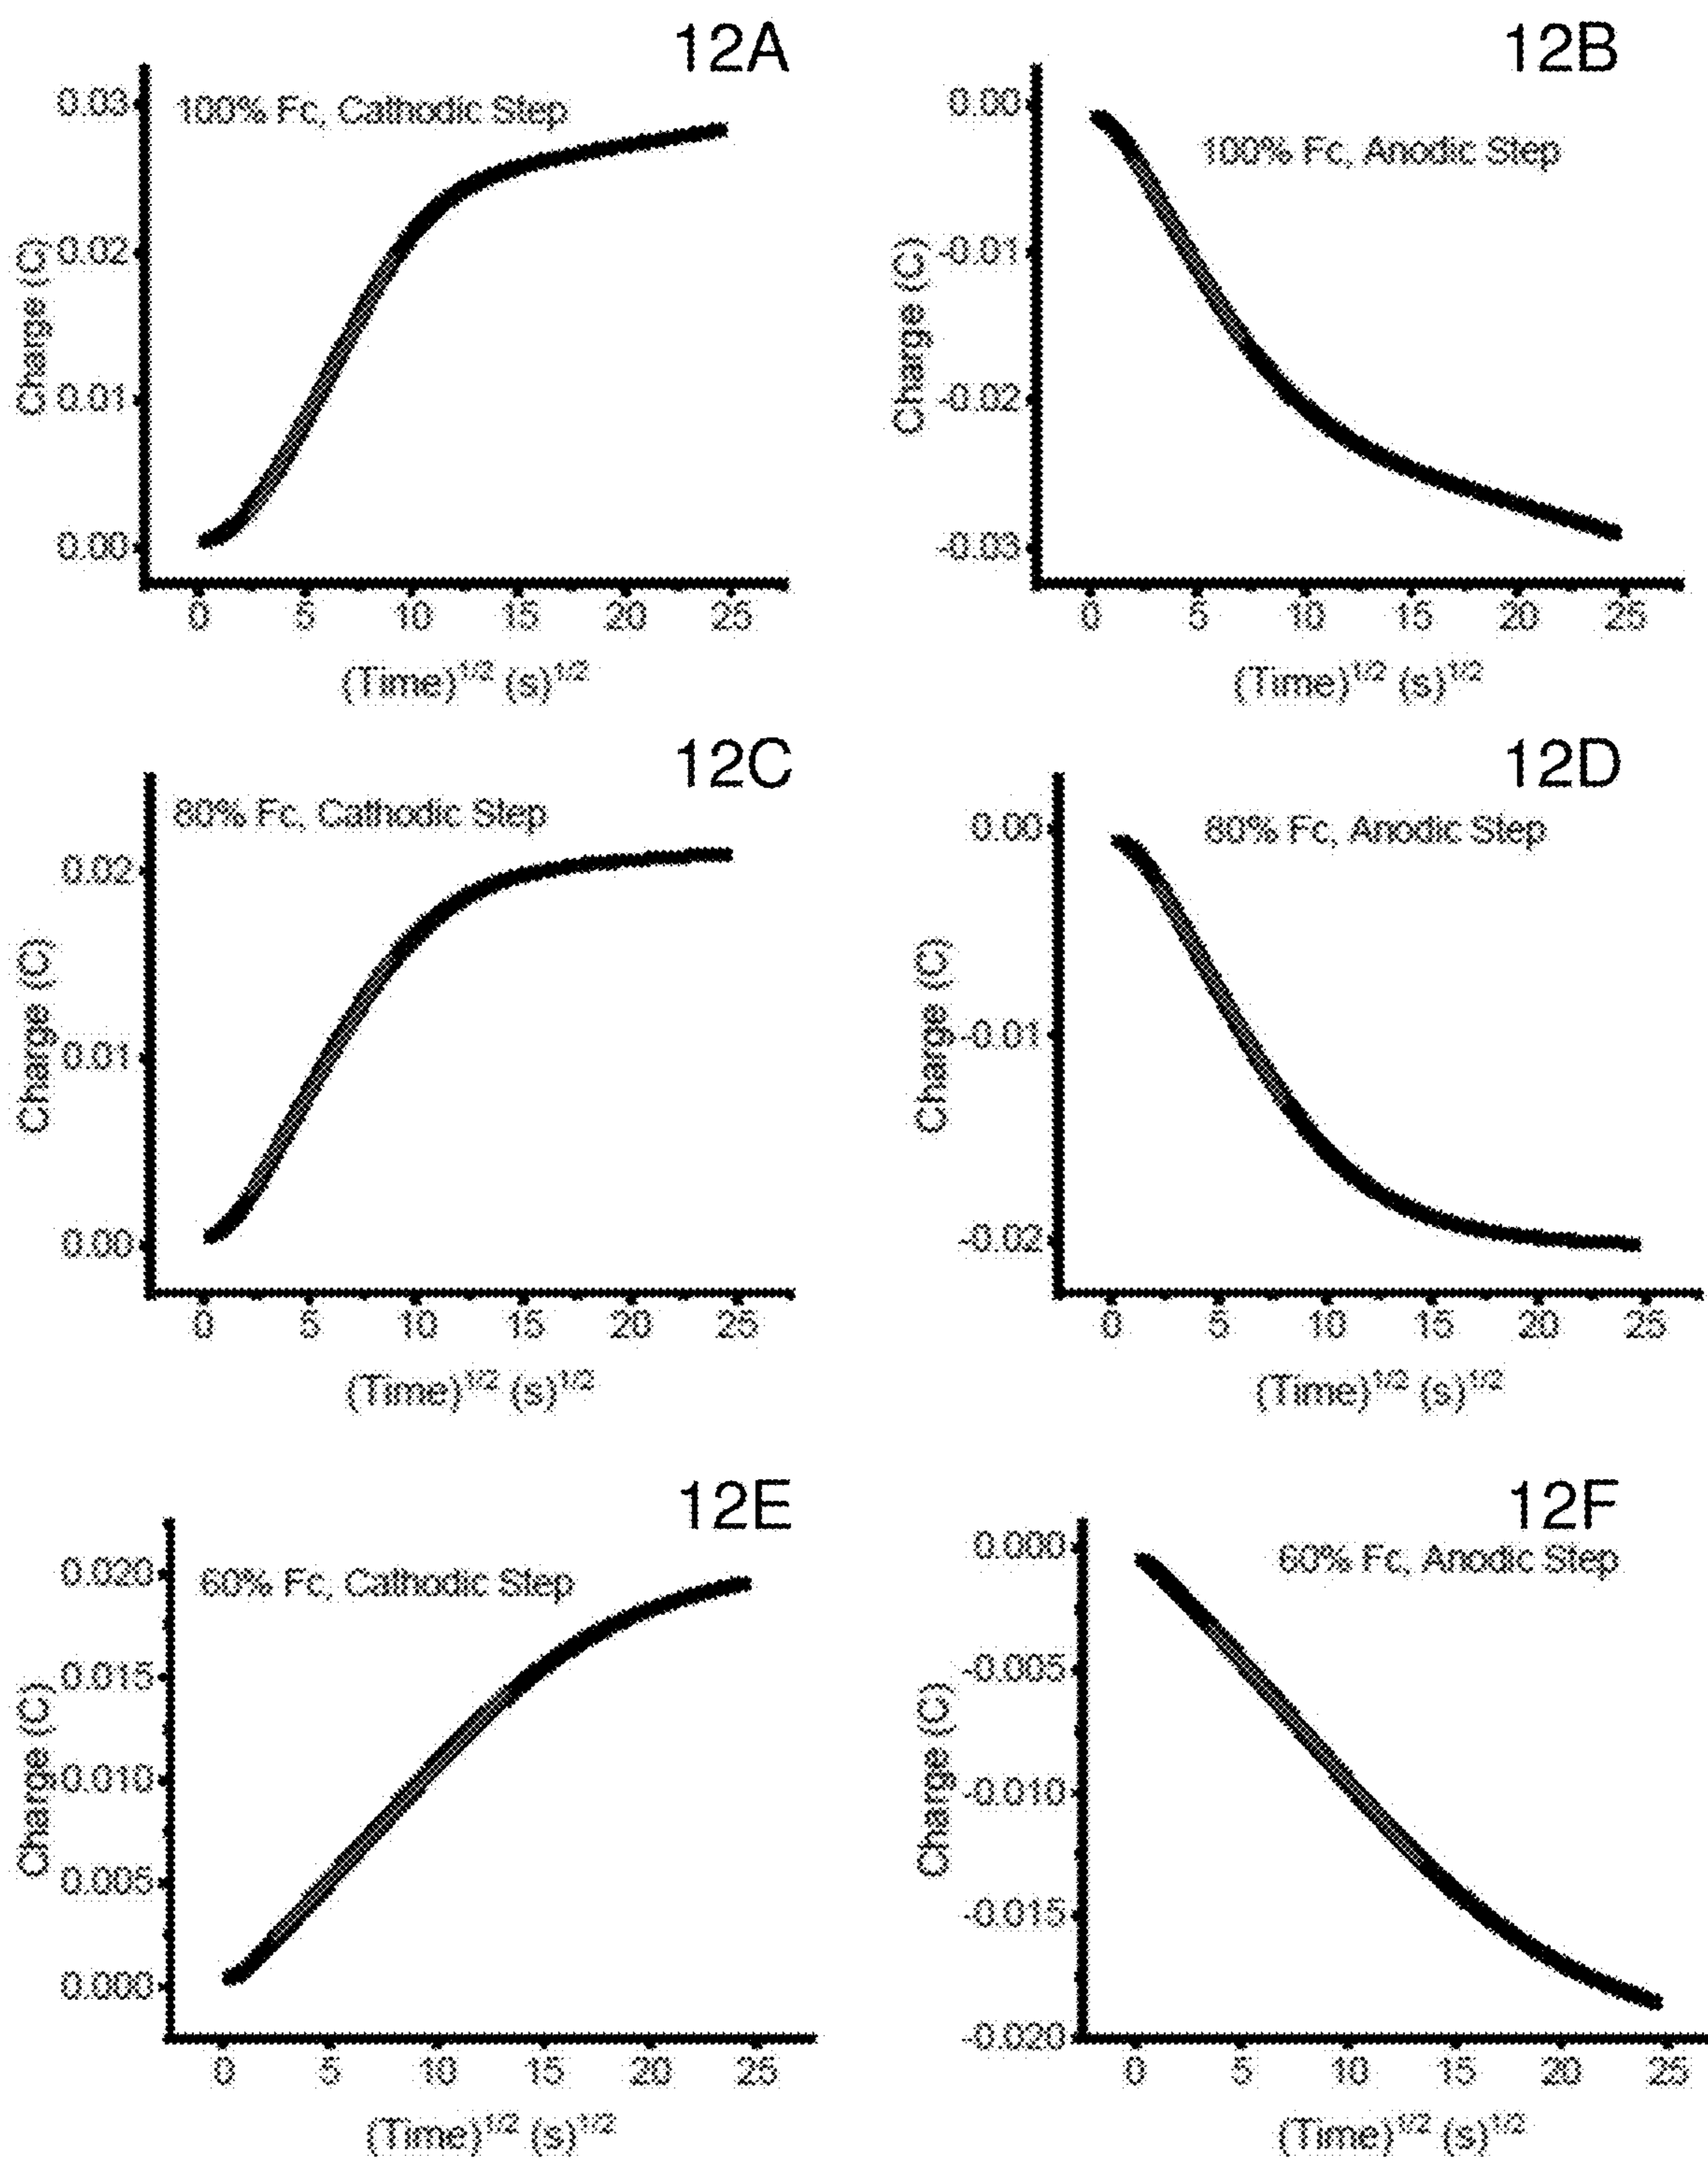 12A
100% Fc, Cathodic Step
0.03
0.02
0.01
0.00
Charge (C)
0 5 10 15 20 25
(Time)1/2 (s)1/2
12B
100% Fc, Anodic Step
0.00
-0.01
-0.02
-0.03
Charge (C)
0 5 10 15 20 25
(Time)1/2 (s)1/2
12C
80% Fc, Cathodic Step
0.02
0.01
0.00
Charge (C)
0 5 10 15 20 25
(Time)1/2 (s)1/2
12D
80% Fc, Anodic Step
0.00
-0.01
-0.02
Charge (C)
0 5 10 15 20 25
(Time)1/2 (s)1/2
12E
60% Fc, Cathodic Step
0.020
0.015
0.010
0.005
0.000
Charge (C)
0 5 10 15 20 25
(Time)1/2 (s)1/2
12F
60% Fc, Anodic Step
0.000
-0.005
-0.010
-0.015
-0.020
Charge (C)
0 5 10 15 20 25
(Time)1/2 (s)1/2